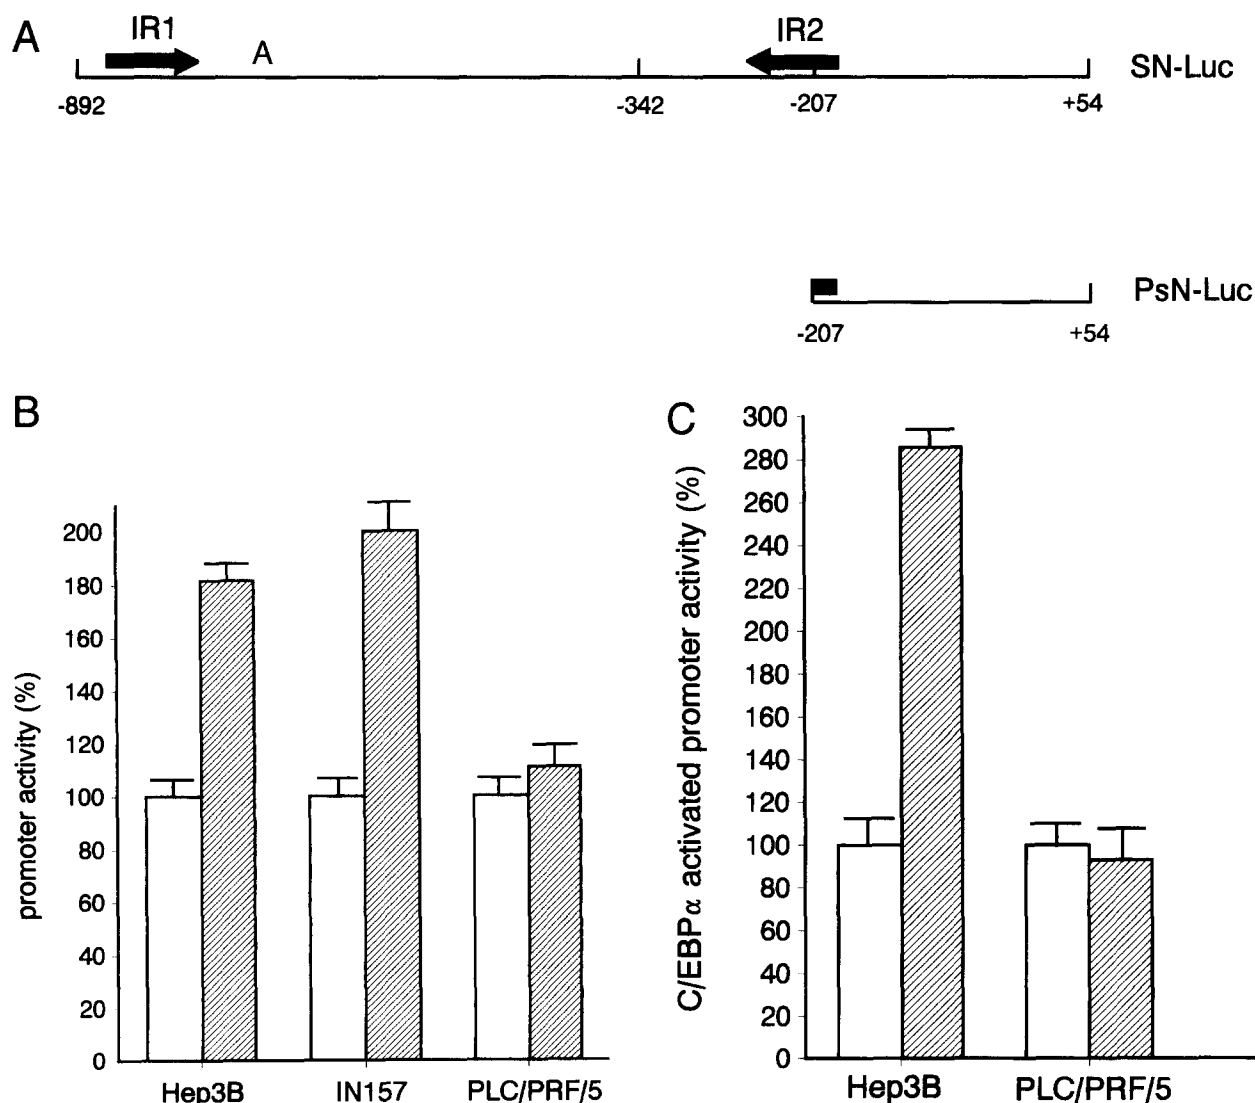 A
IR1
A
IR2
SN-Luc
-892
-342
-207
+54
PsN-Luc
-207
+54
B
promoter activity (%)
200
180
160
140
120
100
80
60
40
20
0
Hep3B
IN157
PLC/PRF/5
C
C/EBPα activated promoter activity (%)
300
280
260
240
220
200
180
160
140
120
100
80
60
40
20
0
Hep3B
PLC/PRF/5